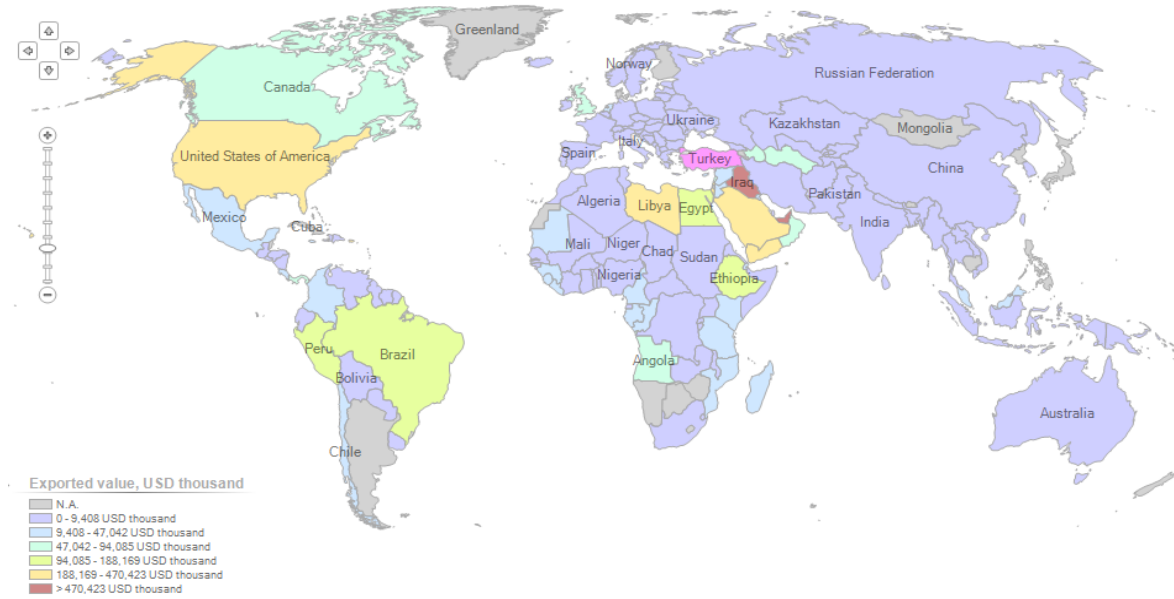 Greenland
Norway
Russian Federation
Canada
Ukraine
Kazakhstan
Mongolia
United States of America
Spain
Italy
Turkey
China
Iraq
Pakistan
Mexico
Cuba
Algeria
Libya
Egypt
India
Mali
Niger
Chad
Sudan
Nigeria
Ethiopia
Peru
Brazil
Angola
Bolivia
Australia
Chile
Exported value, USD thousand
N.A.
0 - 9,408 USD thousand
9,408 - 47,042 USD thousand
47,042 - 94,085 USD thousand
94,085 - 188,169 USD thousand
188,169 - 470,423 USD thousand
> 470,423 USD thousand